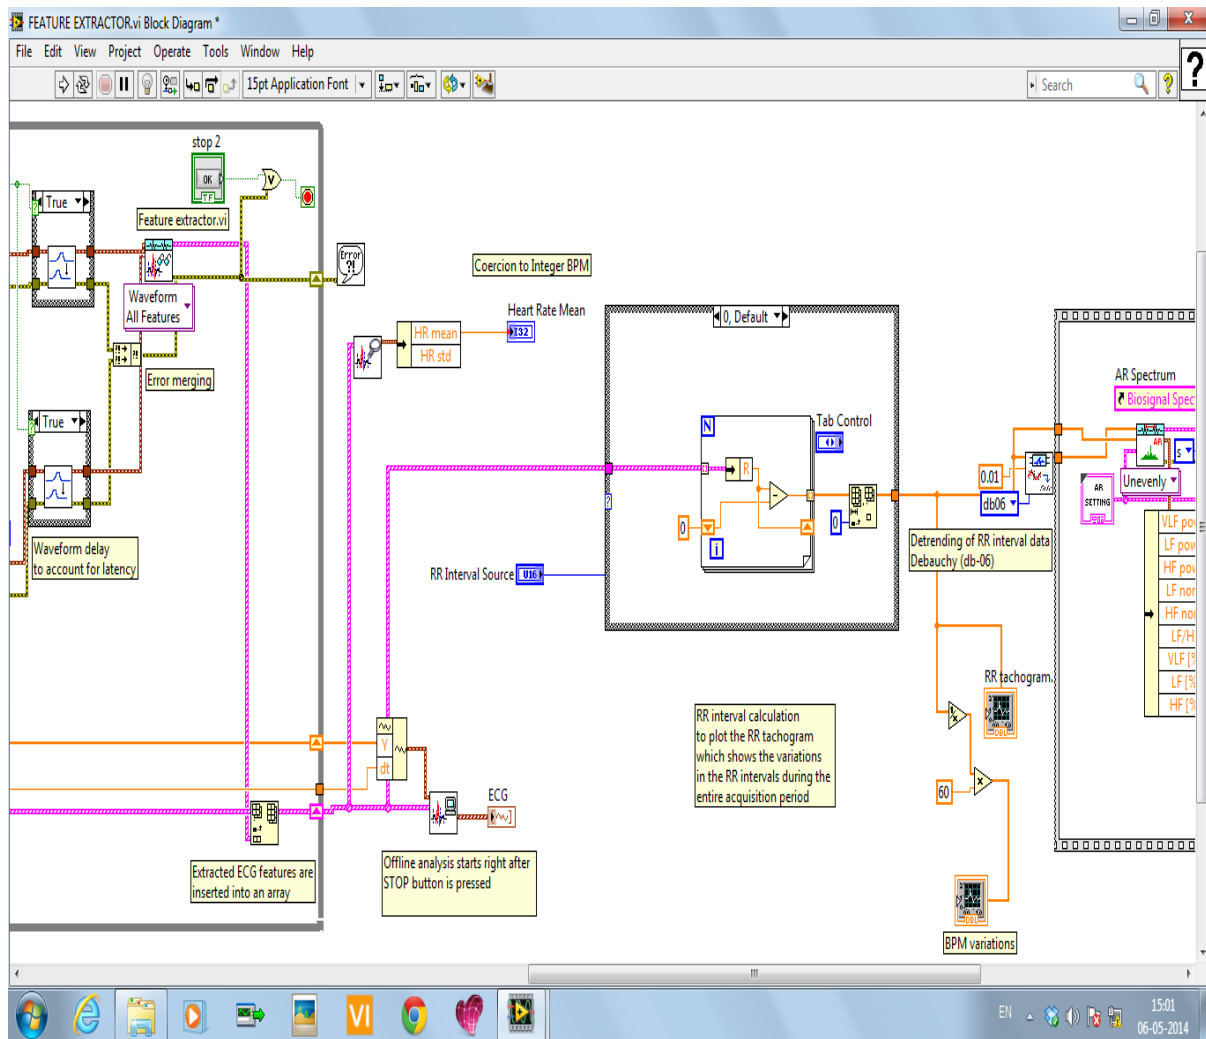 FEATURE EXTRACTOR.vi Block Diagram *
File Edit View Project Operate Tools Window Help
15pt Application Font
Search
?
stop 2
OK
TF
True
Feature extractor.vi
Error
?!
Waveform
All Features
Error merging
True
Waveform delay
to account for latency
Coercion to Integer BPM
Heart Rate Mean
HR mean
I32
HR std
0, Default
Tab Control
N
R
0
i
0
RR Interval Source
U16
AR Spectrum
Biosignal Spec
AR
0.01
db06
s
Unevenly
AR
SETTING
Detrending of RR interval data
Debauchy (db-06)
VLF pow
LF pow
HF pow
LF nor
HF nor
LF/H
VLF [%
LF [%
HF [%
RR tachogram.
DBL
RR interval calculation
to plot the RR tachogram
which shows the variations
in the RR intervals during the
entire acquisition period
60
x
DBL
BPM variations
Y
dt
ECG
Offline analysis starts right after
STOP button is pressed
Extracted ECG features are
inserted into an array
VI
EN
15:01
06-05-2014